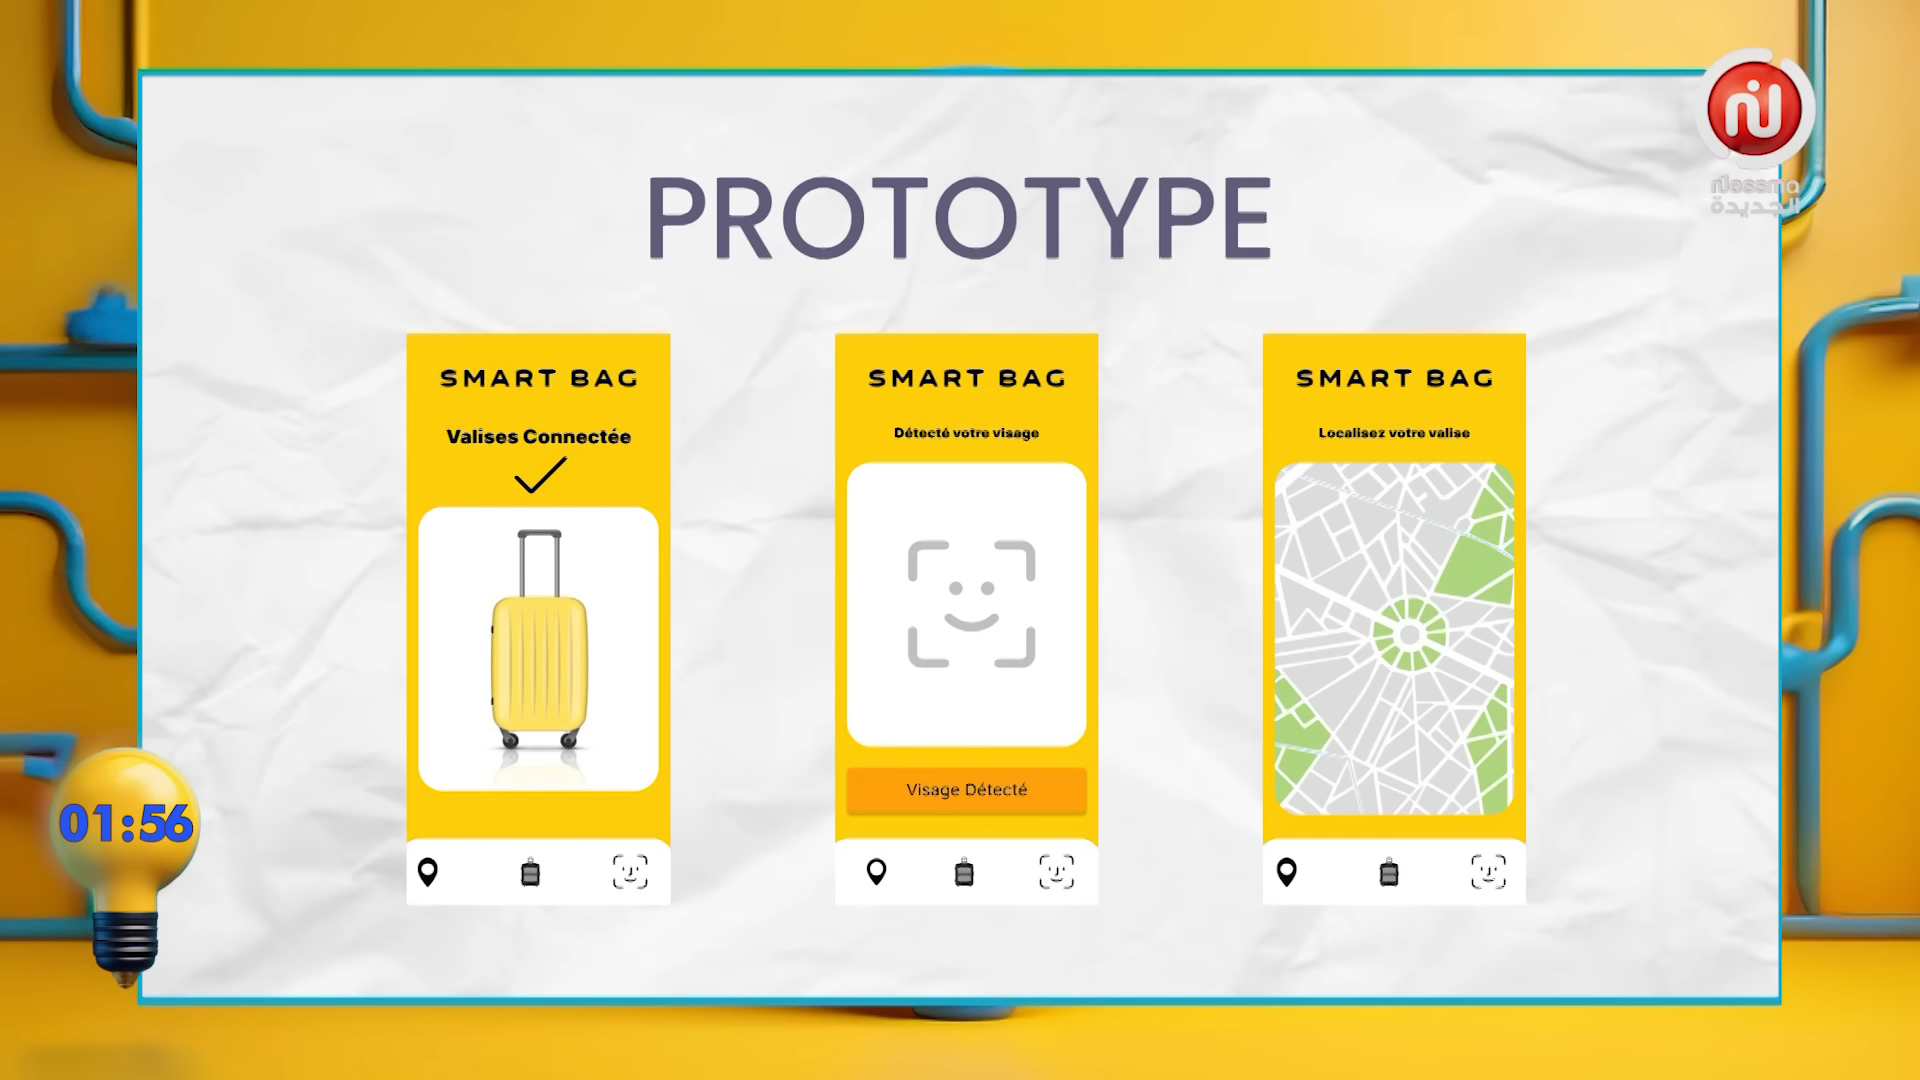 nessma
الجديدة
PROTOTYPE
SMART BAG
Valises Connectée
SMART BAG
Détecté votre visage
Visage Détecté
SMART BAG
Localisez votre valise
01:56